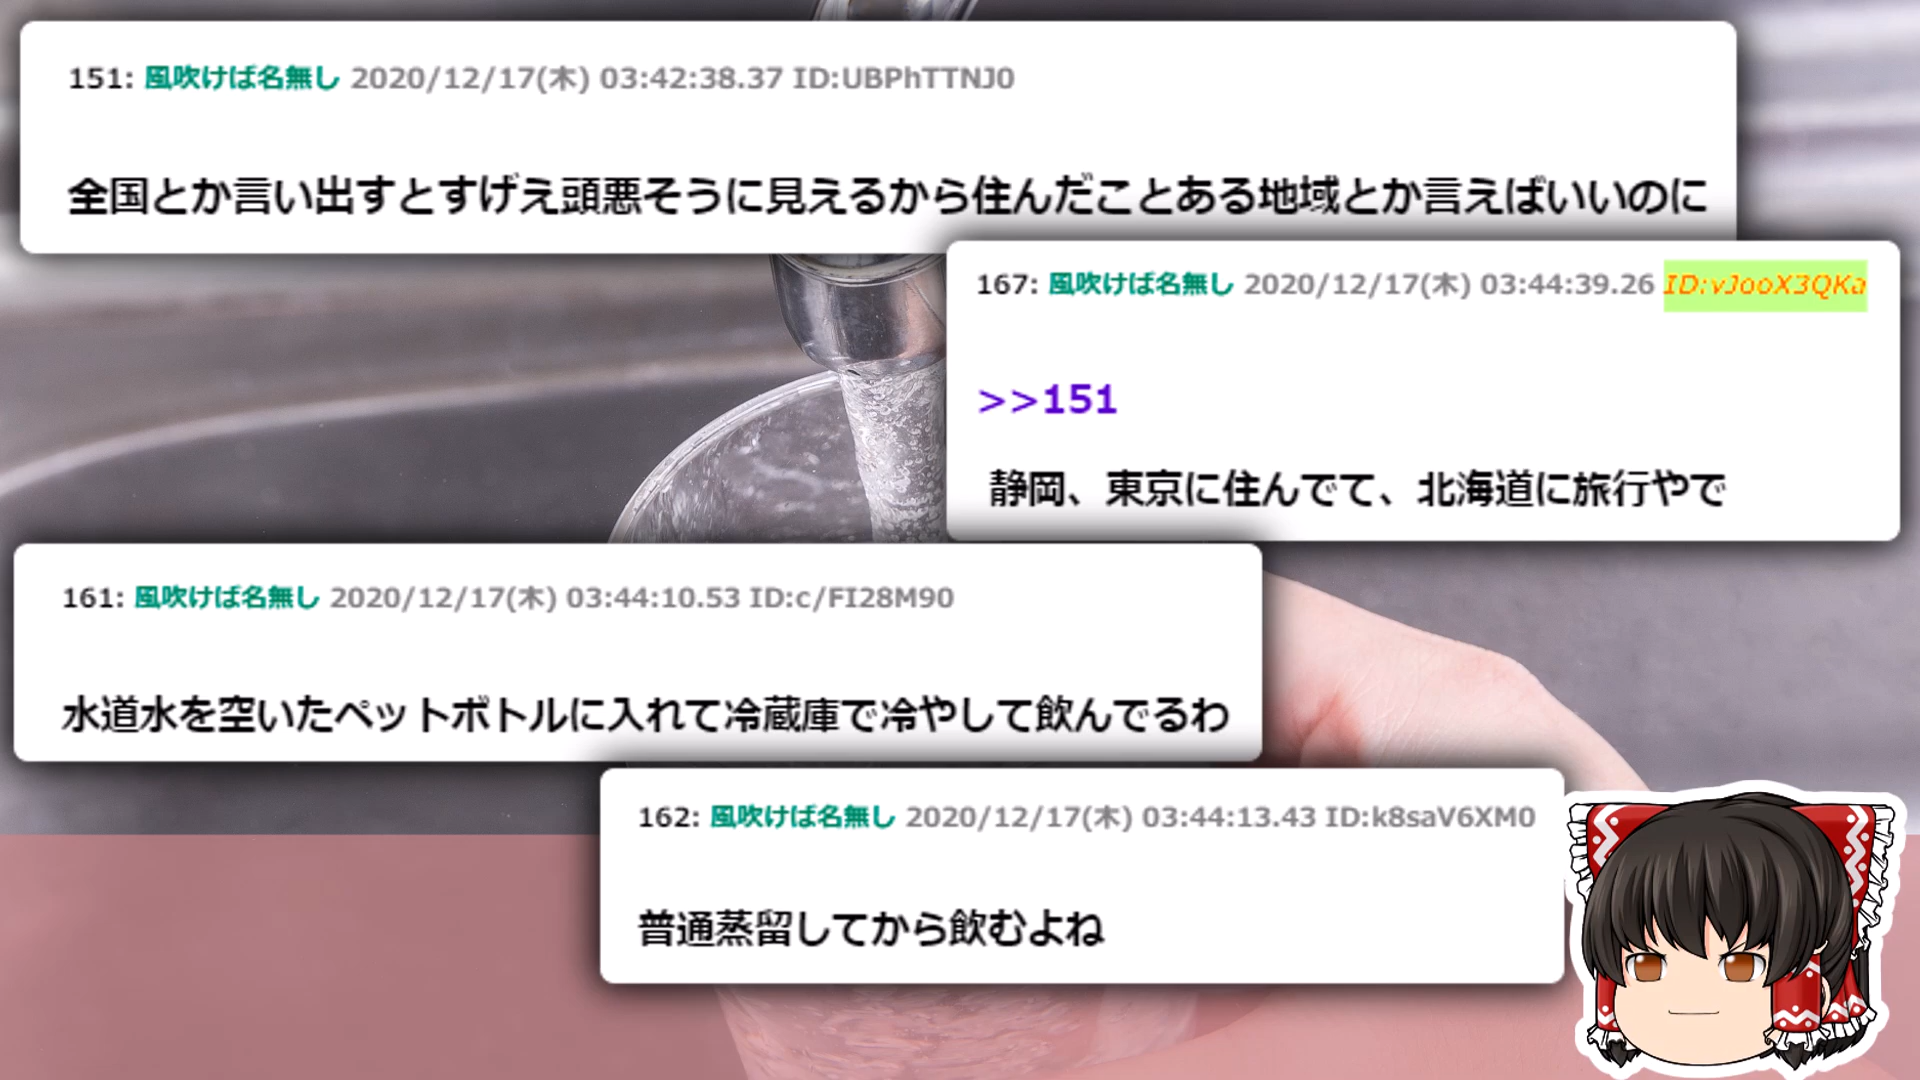 151: 風吹けば名無し 2020/12/17(木) 03:42:38.37 ID:UBPhTTNJ0
全国とか言い出すとすげえ頭悪そうに見えるから住んだことある地域とか言えばいいのに
167: 風吹けば名無し 2020/12/17(木) 03:44:39.26 ID:vJooX3QKa
>>151
静岡、東京に住んでて、北海道に旅行やで
161: 風吹けば名無し 2020/12/17(木) 03:44:10.53 ID:c/FI28M90
水道水を空いたペットボトルに入れて冷蔵庫で冷やして飲んでるわ
162: 風吹けば名無し 2020/12/17(木) 03:44:13.43 ID:k8saV6XM0
普通蒸留してから飲むよね